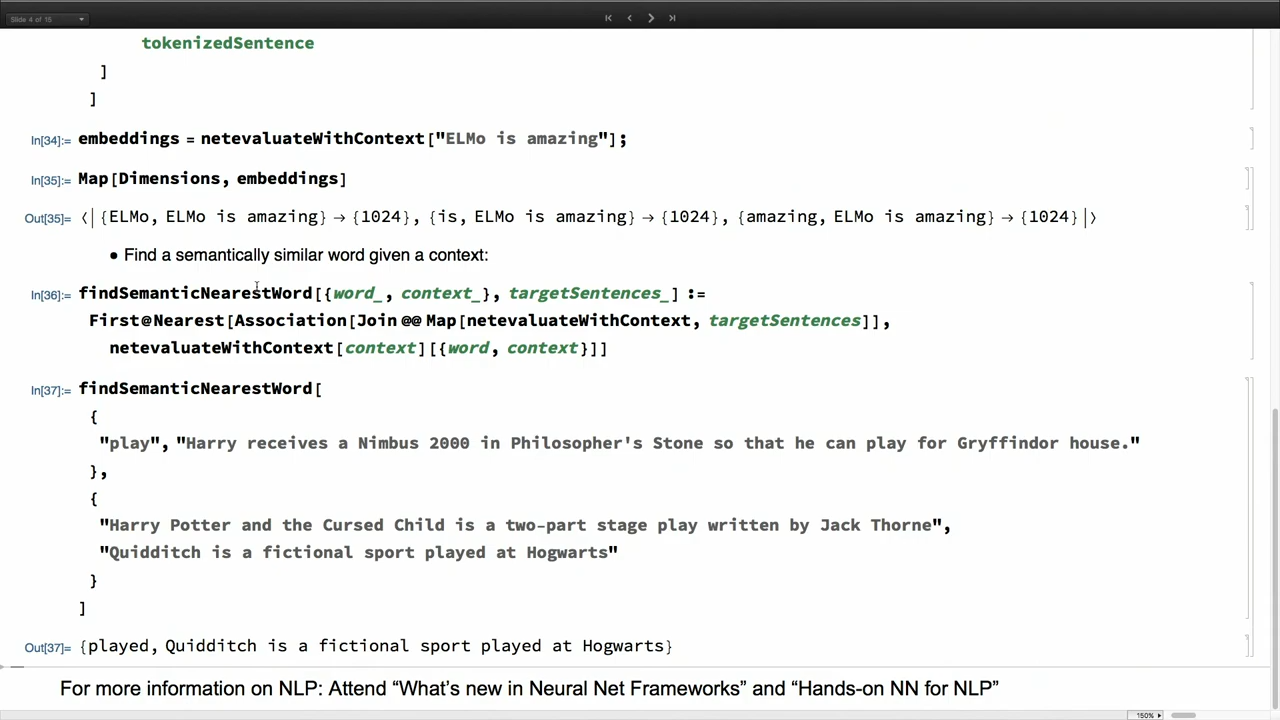 Slide 4 of 15
tokenizedSentence
]
]
In[34]:= embeddings = netevaluateWithContext["ELMo is amazing"];
In[35]:= Map[Dimensions, embeddings]
Out[35]= <|{ELMo, ELMo is amazing} → {1024}, {is, ELMo is amazing} → {1024}, {amazing, ELMo is amazing} → {1024}|>
• Find a semantically similar word given a context:
In[36]:= findSemanticNearestWord[{word_, context_}, targetSentences_] :=
First@Nearest[Association[Join @@ Map[netevaluateWithContext, targetSentences]],
netevaluateWithContext[context][{word, context}]]
In[37]:= findSemanticNearestWord[
{
"play", "Harry receives a Nimbus 2000 in Philosopher's Stone so that he can play for Gryffindor house."
},
{
"Harry Potter and the Cursed Child is a two-part stage play written by Jack Thorne",
"Quidditch is a fictional sport played at Hogwarts"
}
]
Out[37]= {played, Quidditch is a fictional sport played at Hogwarts}
For more information on NLP: Attend “What’s new in Neural Net Frameworks” and “Hands-on NN for NLP”
150%